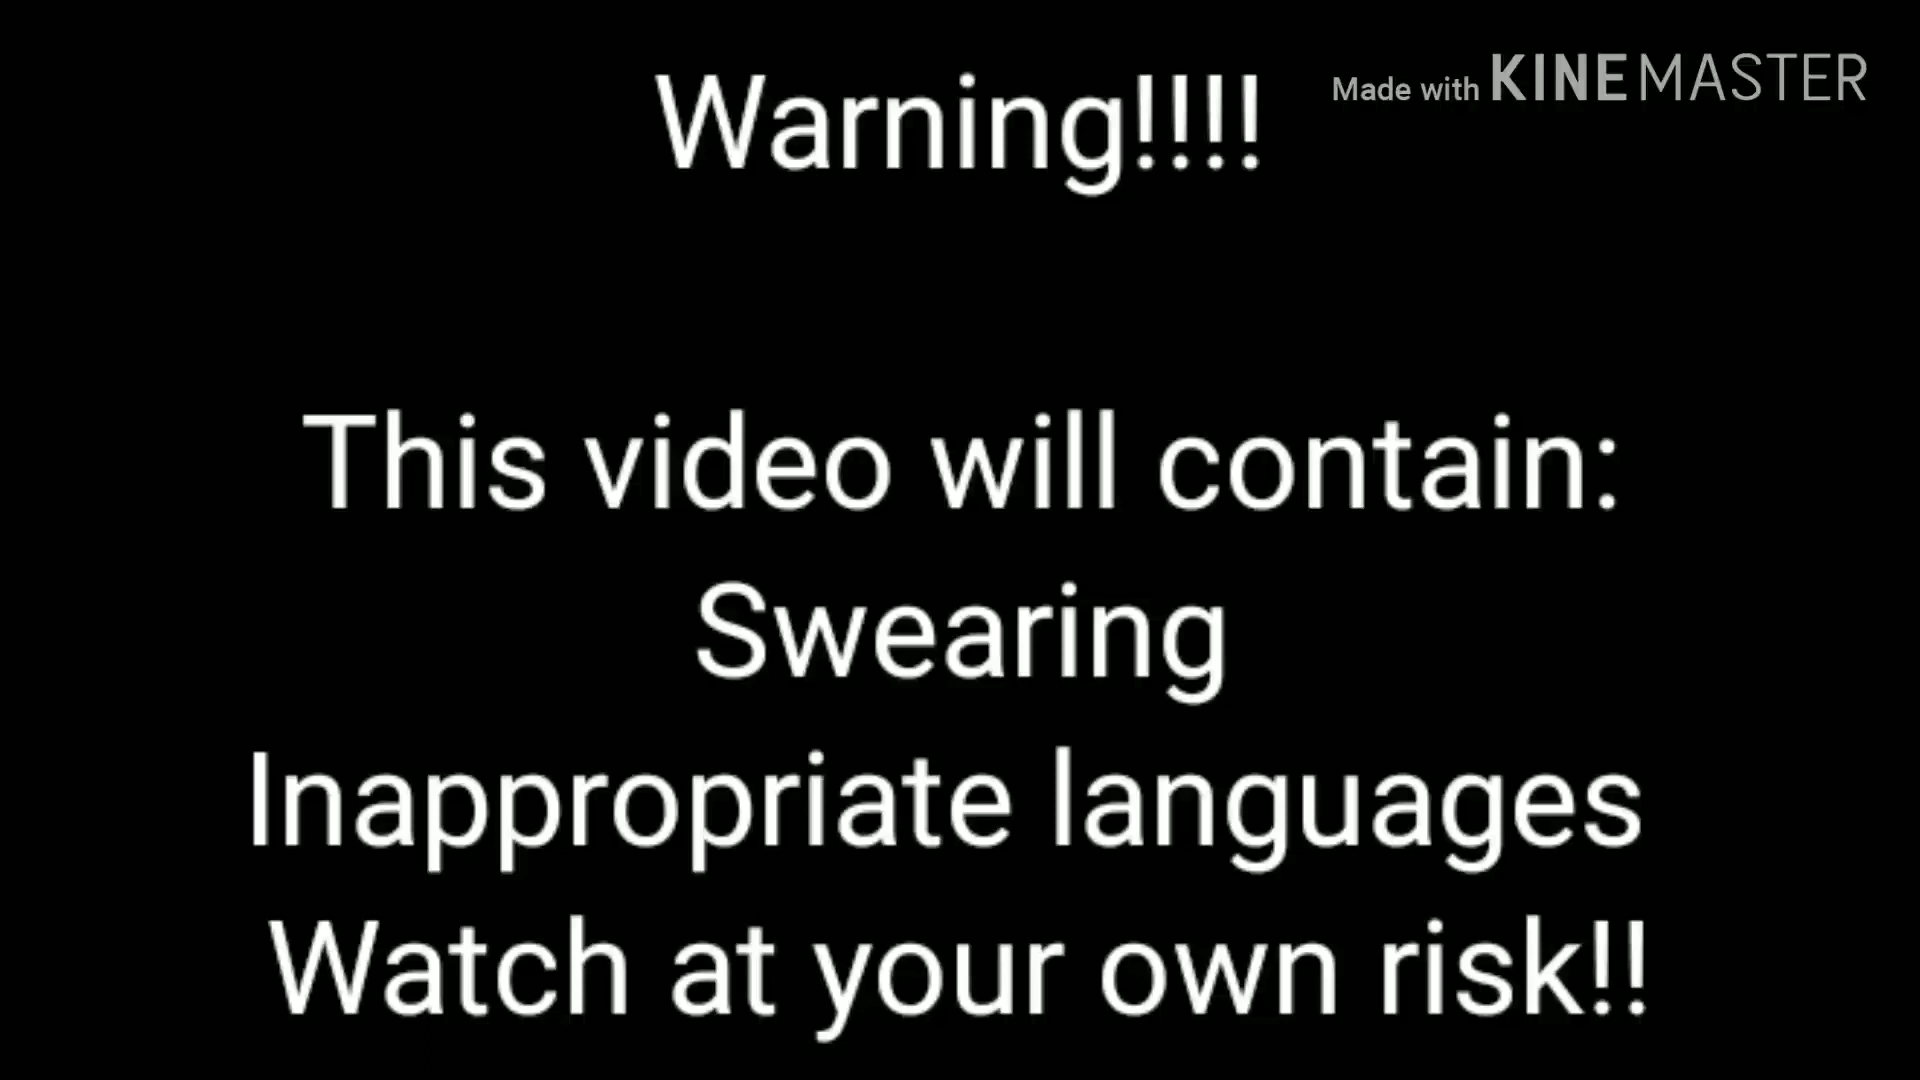 Warning!!!!
Made with KINEMASTER
This video will contain:
Swearing
Inappropriate languages
Watch at your own risk!!